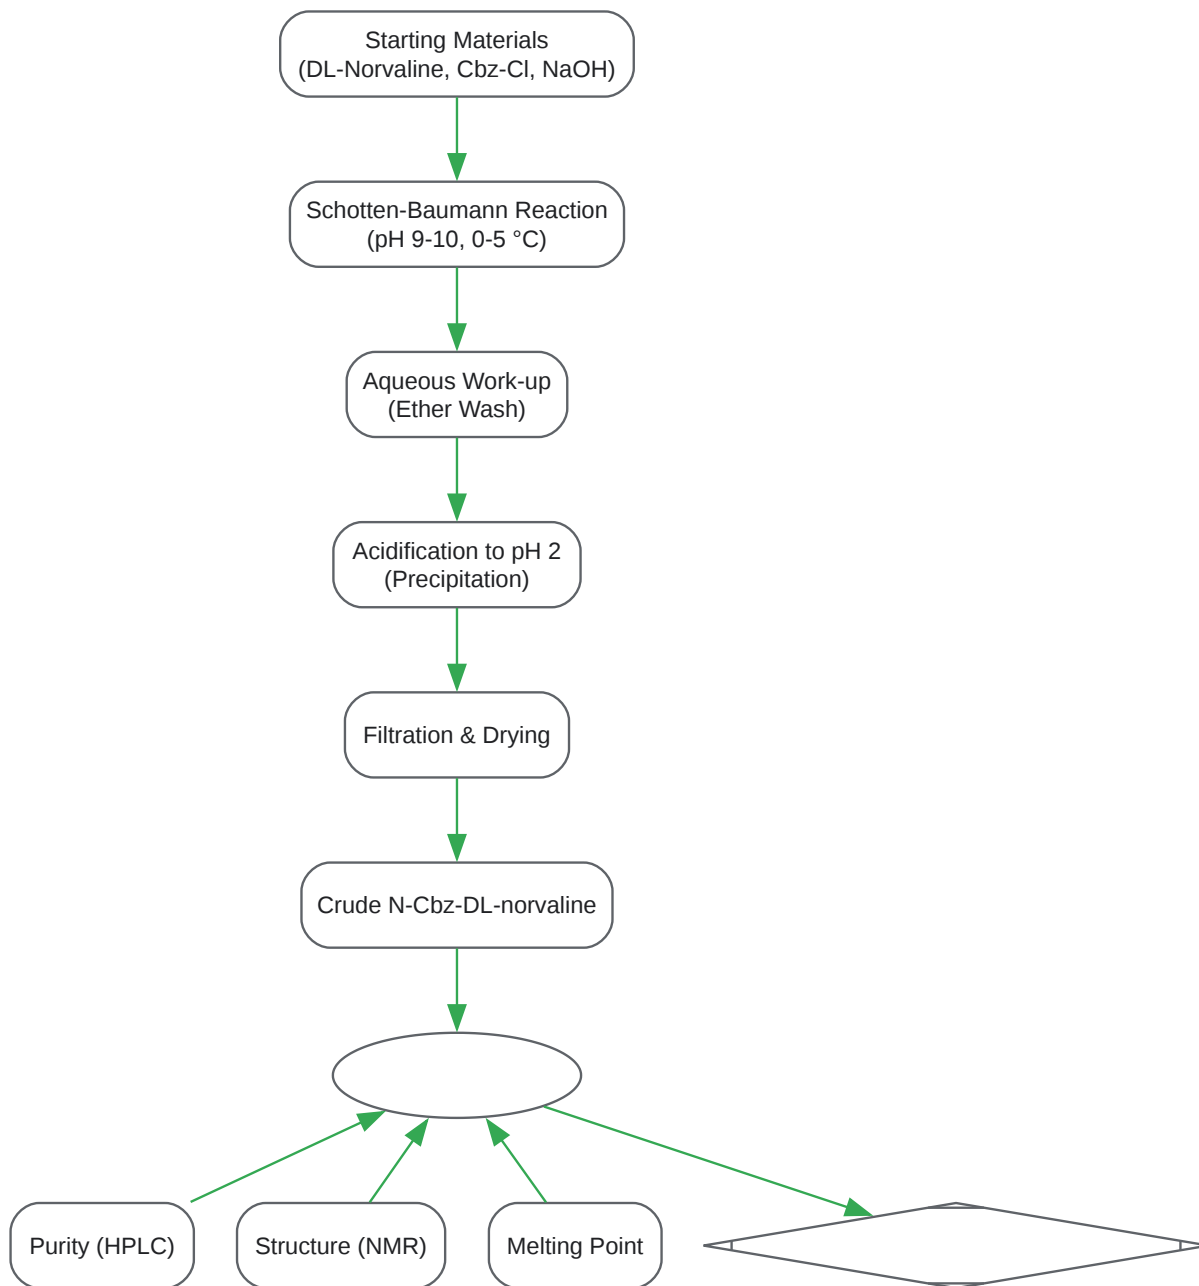 Starting Materials
(DL-Norvaline, Cbz-Cl, NaOH)
Schotten-Baumann Reaction
(pH 9-10, 0-5 °C)
Aqueous Work-up
(Ether Wash)
Acidification to pH 2
(Precipitation)
Filtration & Drying
Crude N-Cbz-DL-norvaline
Purity (HPLC)
Structure (NMR)
Melting Point